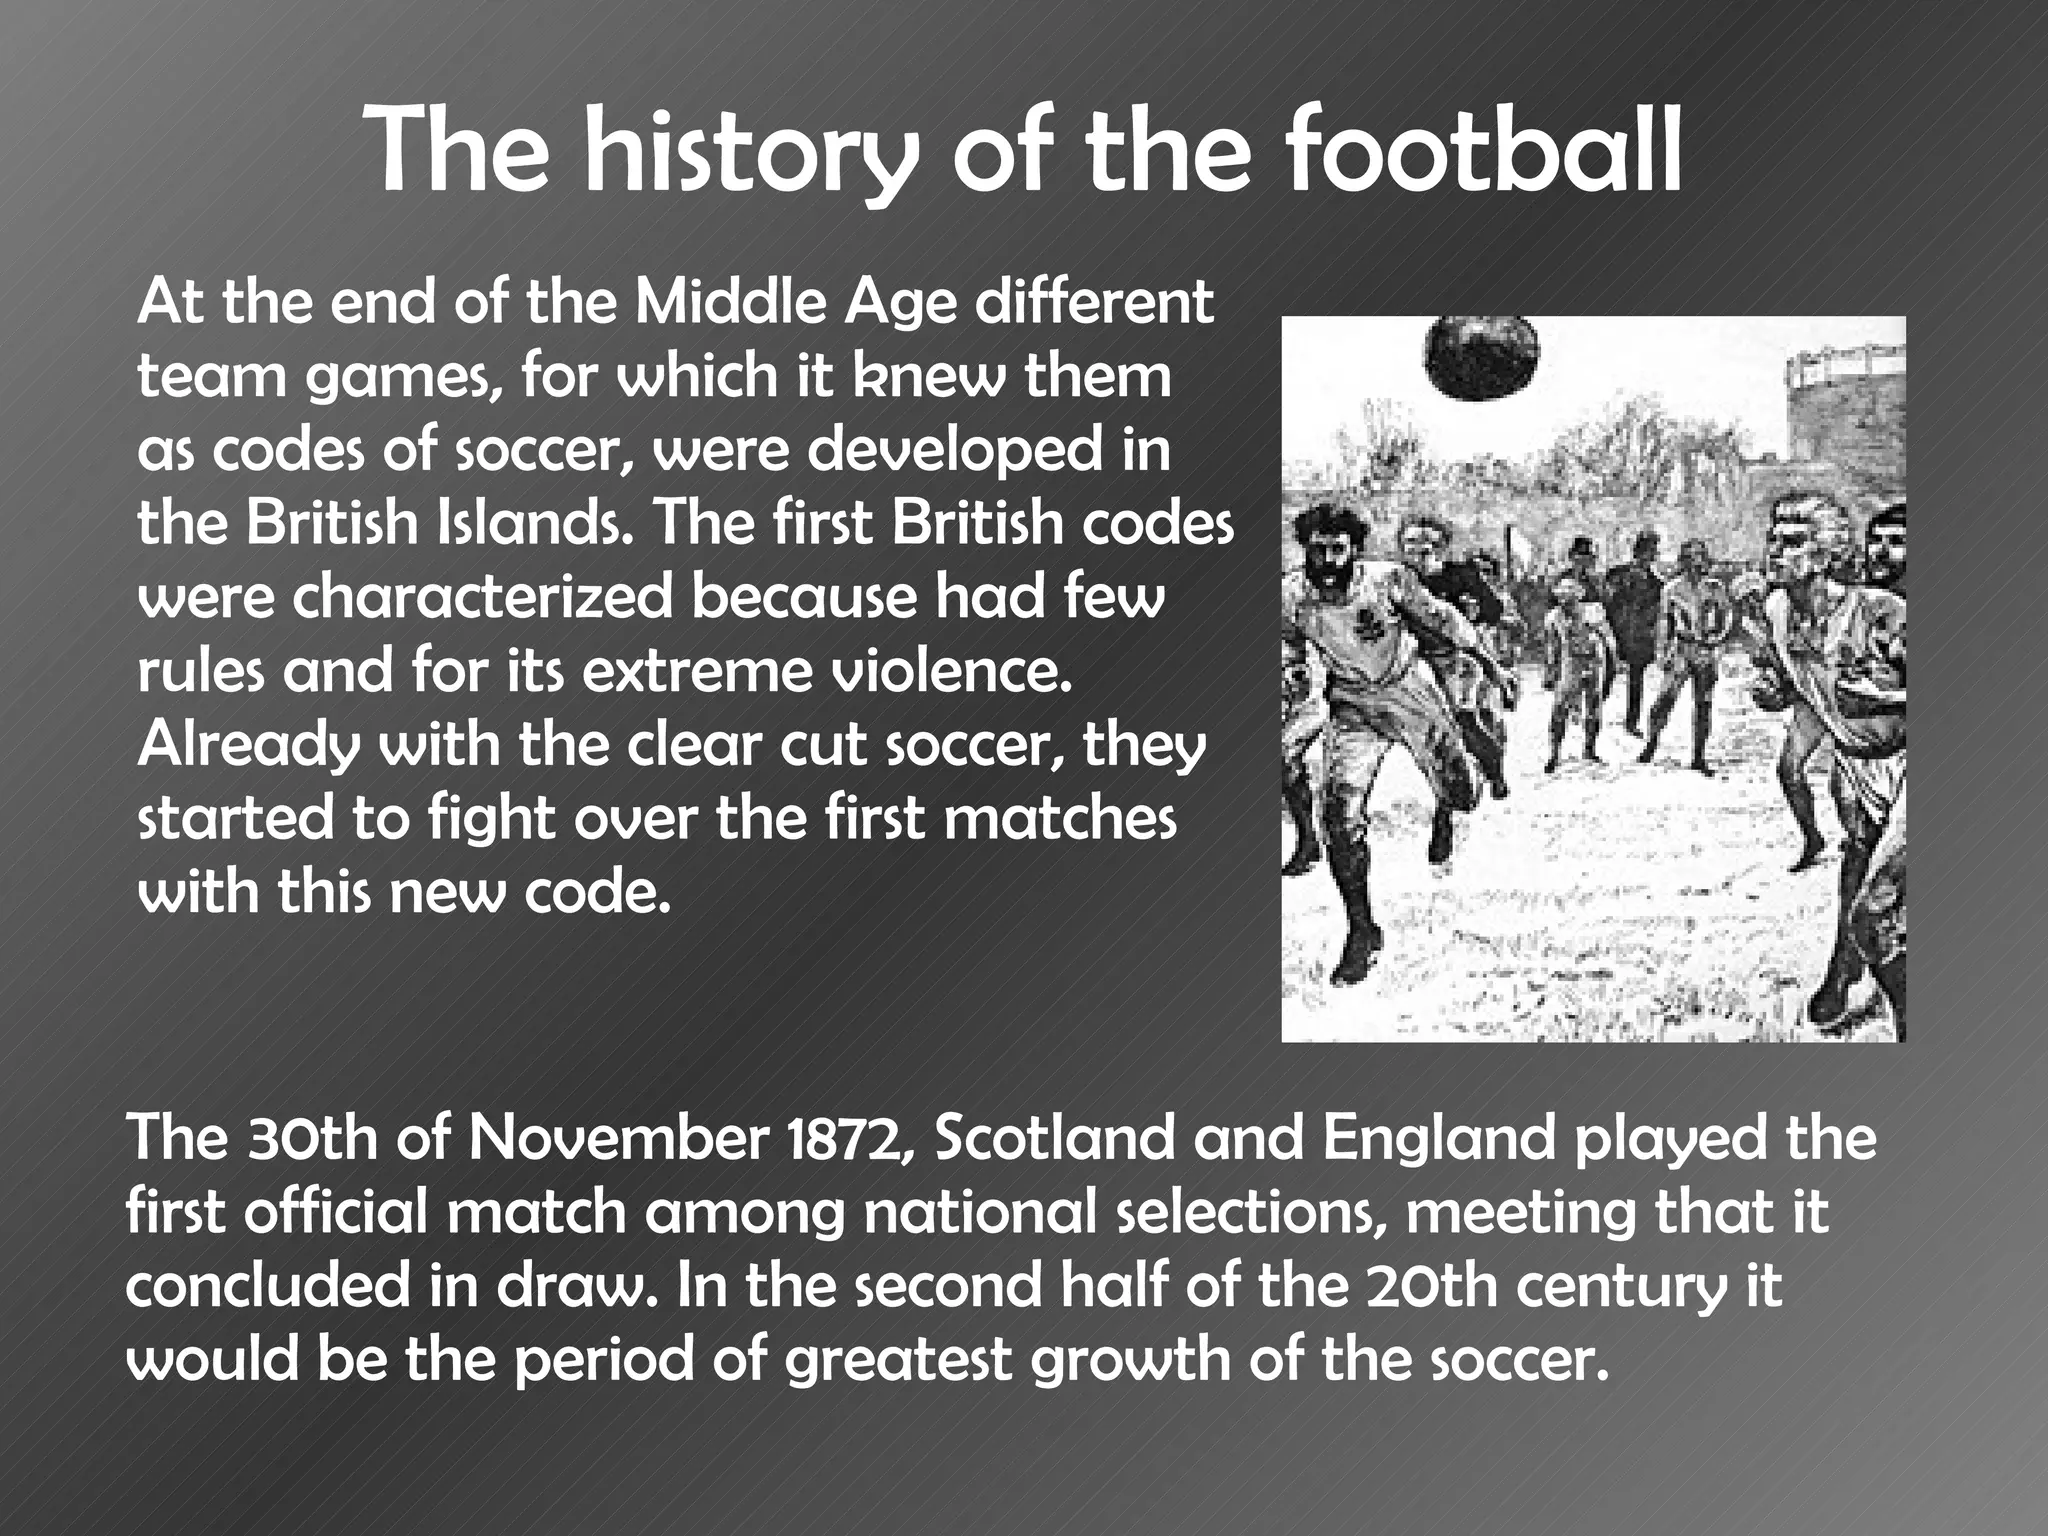 The history of the football
At the end of the Middle Age different
team games, for which it knew them
as codes of soccer, were developed in
the British Islands. The first British codes
were characterized because had few
rules and for its extreme violence.
Already with the clear cut soccer, they
started to fight over the first matches
with this new code.
The 30th of November 1872, Scotland and England played the
first official match among national selections, meeting that it
concluded in draw. In the second half of the 20th century it
would be the period of greatest growth of the soccer.